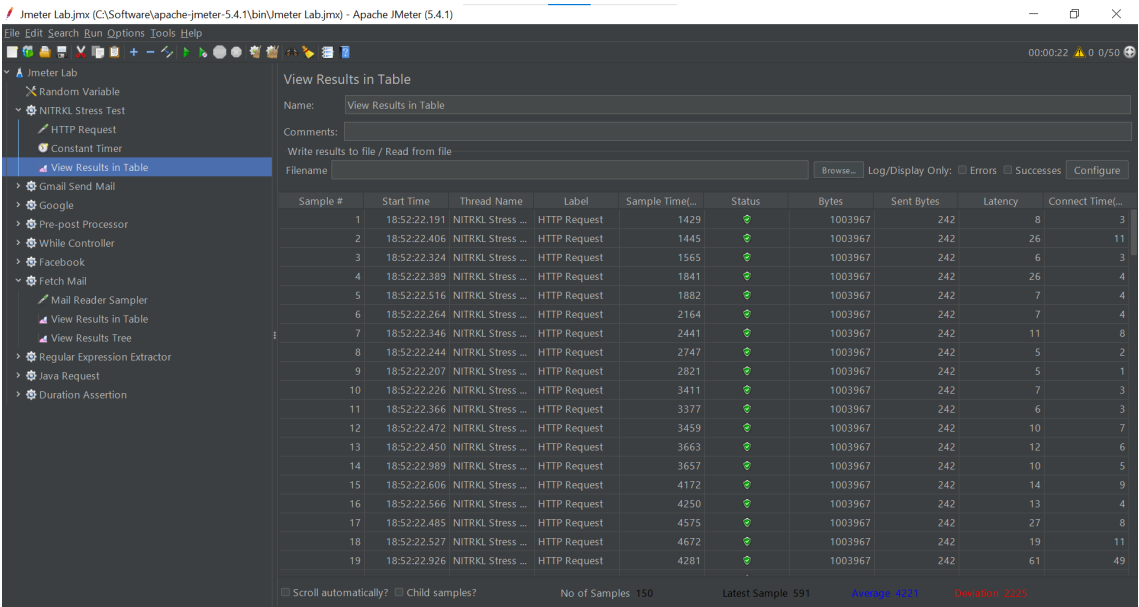 Jmeter Lab.jmx (C:\Software\apache-jmeter-5.4.1\bin\Jmeter Lab.jmx) - Apache JMeter (5.4.1)
File Edit Search Run Options Tools Help
00:00:22 0 0/50
Jmeter Lab
Random Variable
NITRKL Stress Test
HTTP Request
Constant Timer
View Results in Table
Gmail Send Mail
Google
Pre-post Processor
While Controller
Facebook
Fetch Mail
Mail Reader Sampler
View Results in Table
View Results Tree
Regular Expression Extractor
Java Request
Duration Assertion
View Results in Table
Name: View Results in Table
Comments:
Write results to file / Read from file
Filename Browse... Log/Display Only: Errors Successes Configure
Sample # Start Time Thread Name Label Sample Time(... Status Bytes Sent Bytes Latency Connect Time(...
1 18:52:22.191 NITRKL Stress ... HTTP Request 1429 1003967 242 8 3
2 18:52:22.406 NITRKL Stress ... HTTP Request 1445 1003967 242 26 11
3 18:52:22.324 NITRKL Stress ... HTTP Request 1565 1003967 242 6 3
4 18:52:22.389 NITRKL Stress ... HTTP Request 1841 1003967 242 26 4
5 18:52:22.516 NITRKL Stress ... HTTP Request 1882 1003967 242 7 4
6 18:52:22.264 NITRKL Stress ... HTTP Request 2164 1003967 242 7 4
7 18:52:22.346 NITRKL Stress ... HTTP Request 2441 1003967 242 11 8
8 18:52:22.244 NITRKL Stress ... HTTP Request 2747 1003967 242 5 2
9 18:52:22.207 NITRKL Stress ... HTTP Request 2821 1003967 242 5 1
10 18:52:22.226 NITRKL Stress ... HTTP Request 3411 1003967 242 7 3
11 18:52:22.366 NITRKL Stress ... HTTP Request 3377 1003967 242 6 3
12 18:52:22.472 NITRKL Stress ... HTTP Request 3459 1003967 242 10 7
13 18:52:22.450 NITRKL Stress ... HTTP Request 3663 1003967 242 12 6
14 18:52:22.989 NITRKL Stress ... HTTP Request 3657 1003967 242 10 5
15 18:52:22.606 NITRKL Stress ... HTTP Request 4172 1003967 242 14 9
16 18:52:22.566 NITRKL Stress ... HTTP Request 4250 1003967 242 13 4
17 18:52:22.485 NITRKL Stress ... HTTP Request 4575 1003967 242 27 8
18 18:52:22.527 NITRKL Stress ... HTTP Request 4672 1003967 242 19 11
19 18:52:22.926 NITRKL Stress ... HTTP Request 4281 1003967 242 61 49
Scroll automatically? Child samples? No of Samples 150 Latest Sample 591 Average 4221 Deviation 2225